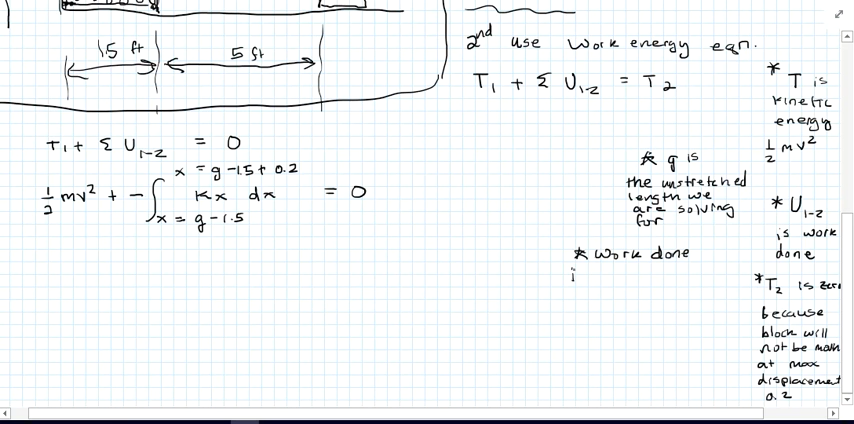 1.5 ft
5 ft
2nd use Work energy eqn.
T1 + Σ U1-2 = T2
* T is
kinetic
energy
1/2 mv²
T1 + Σ U1-2 = 0
x = g -1.5 + 0.2
1/2 mv² + - ∫ Kx dx = 0
x = g -1.5
* g is
the unstretched
length we
are solving
for
* U1-2
is work
done
* Work done
i
* T2 is zero
because
block will
not be
at max
displacement
0.2